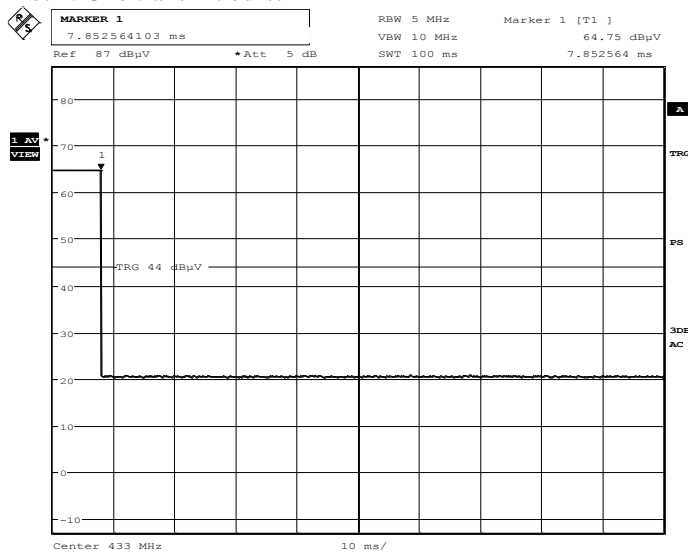 R/S
MARKER 1
7.852564103 ms
RBW 5 MHz
Marker 1 [T1 ]
VBW 10 MHz
64.75 dBµV
Ref 87 dBµV
*Att 5 dB
SWT 100 ms
7.852564 ms
80
A
1 AV *
VIEW
70
1
TRG
60
50
PS
TRG 44 dBµV
40
30
3DB
AC
20
10
0
-10
Center 433 MHz
10 ms/